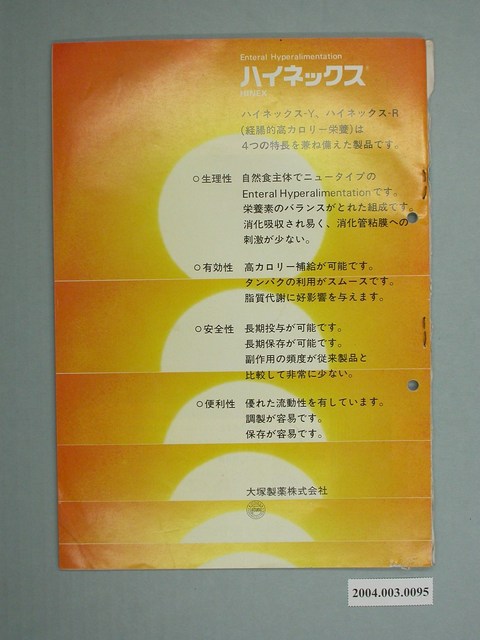 Enteral Hyperalimentation
ハイネックス®
HINEX
ハイネックス-Y、ハイネックス-R
(経腸的高カロリー栄養)は
4つの特長を兼ね備えた製品です。
○生理性 自然食主体でニュータイプの
Enteral Hyperalimentationです。
栄養素のバランスがとれた組成です。
消化吸収され易く、消化管粘膜への
刺激が少ない。
○有効性 高カロリー補給が可能です。
タンパクの利用がスムースです。
脂質代謝に好影響を与えます。
○安全性 長期投与が可能です。
長期保存が可能です。
副作用の頻度が従来製品と
比較して非常に少ない。
○便利性 優れた流動性を有しています。
調製が容易です。
保存が容易です。
大塚製薬株式会社
2004.003.0095